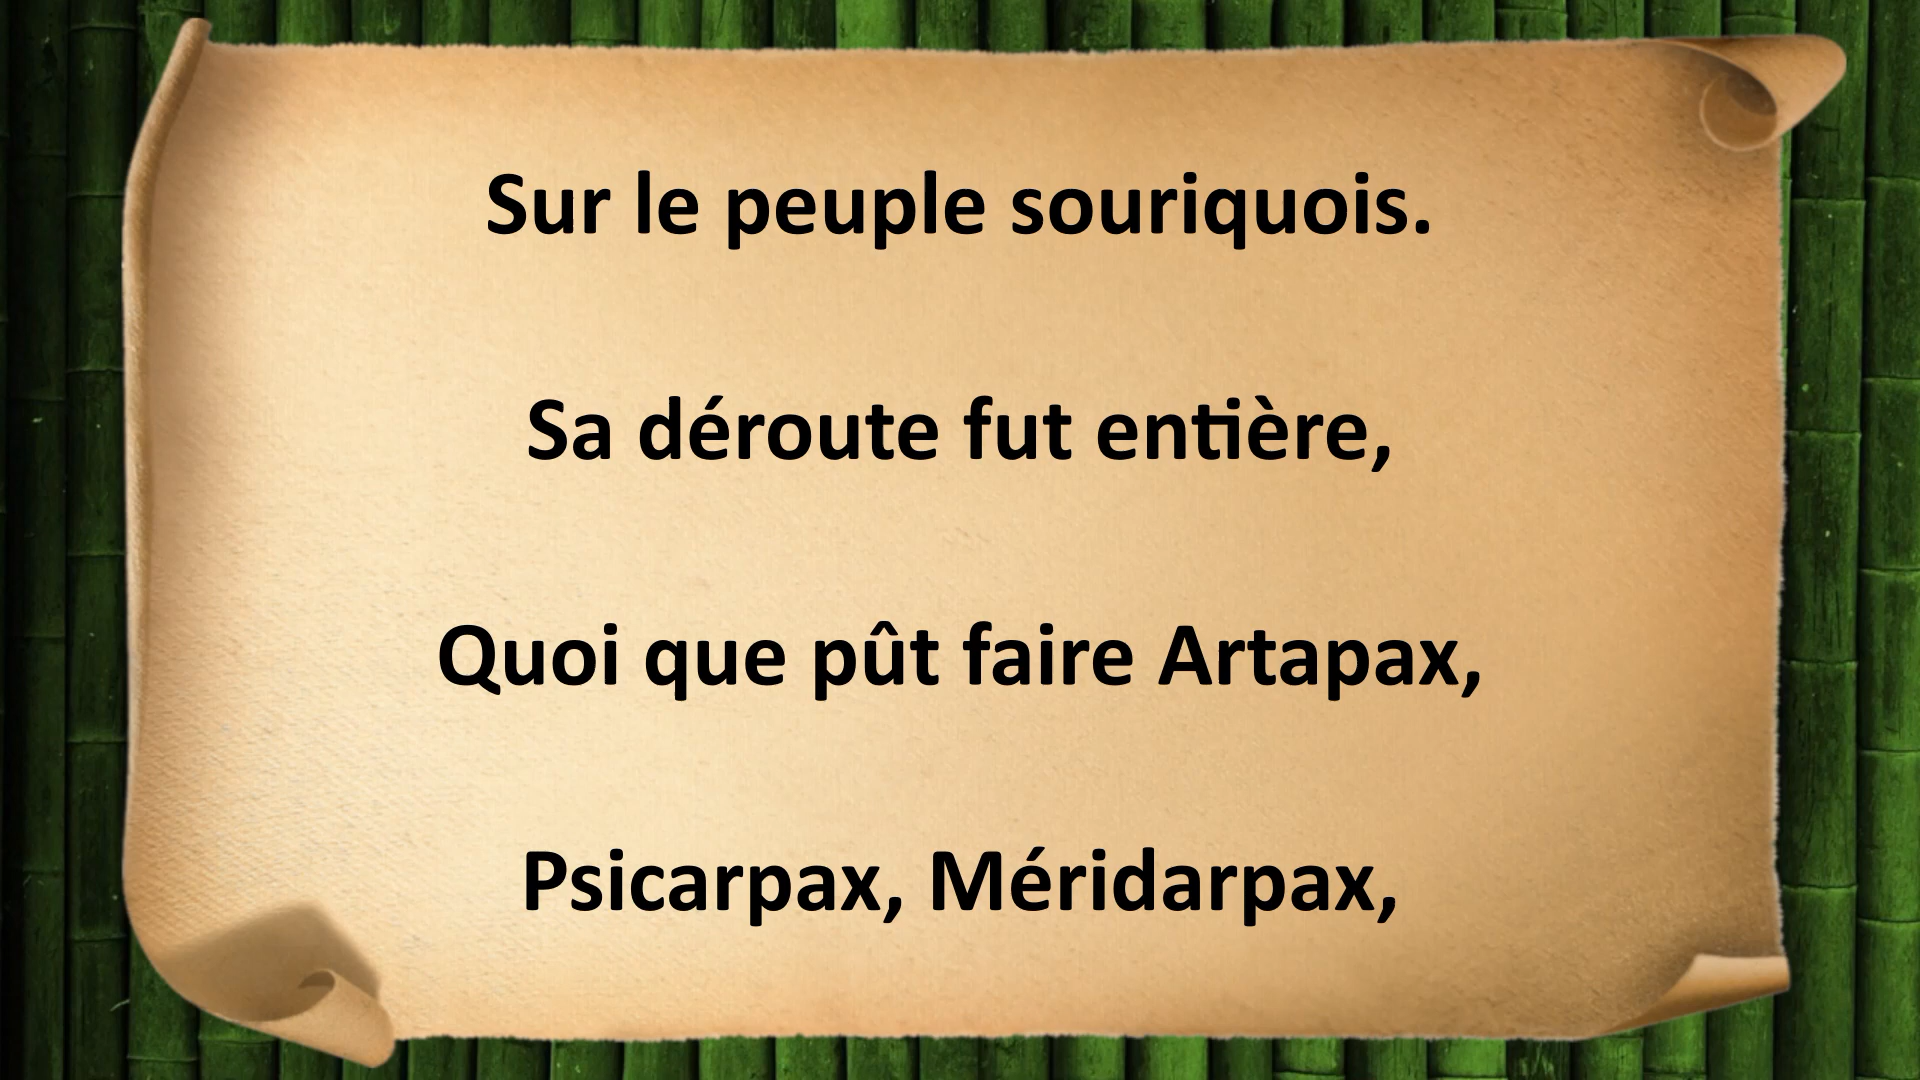 Sur le peuple souriquois.
Sa déroute fut entière,
Quoi que pût faire Artapax,
Psicarpax, Méridarpax,